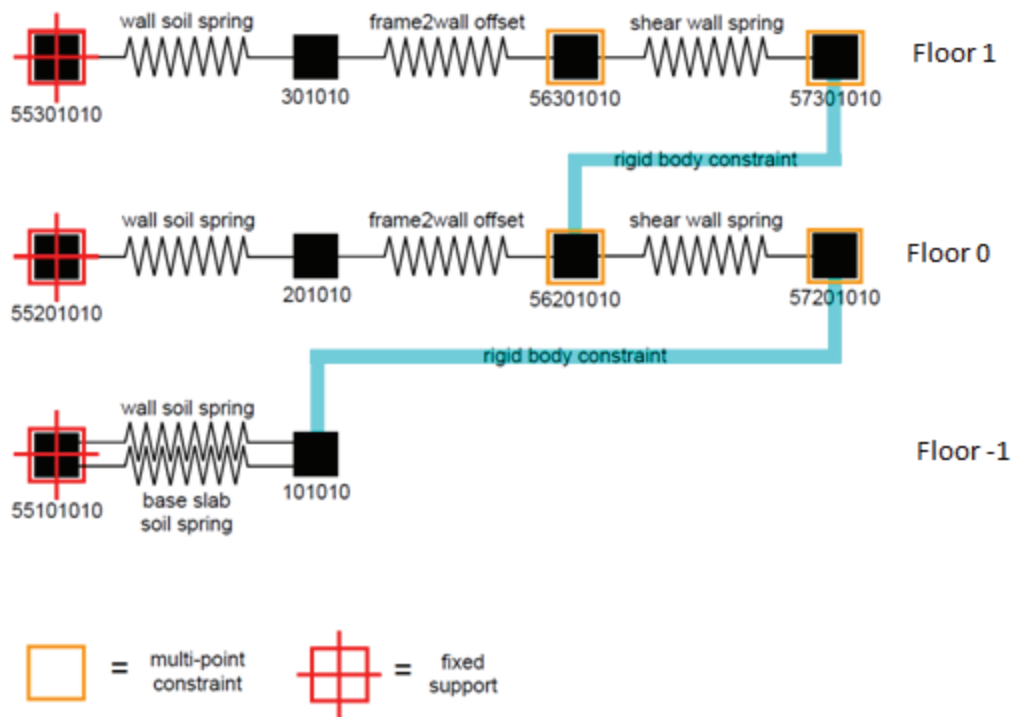 wall soil spring frame2wall offset shear wall spring Floor 1
55301010 301010 56301010 57301010
rigid body constraint
wall soil spring frame2wall offset shear wall spring Floor 0
55201010 201010 56201010 57201010
rigid body constraint
wall soil spring
Floor -1
55101010 101010
base slab
soil spring
= multi-point
constraint
= fixed
support